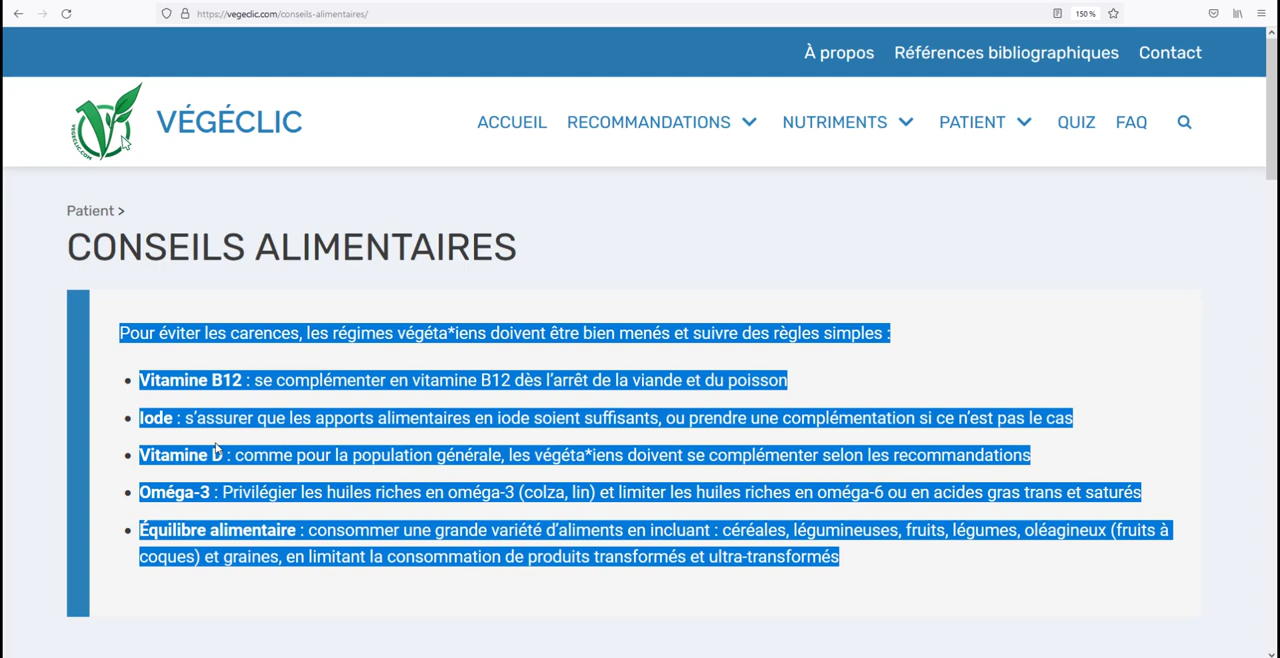 https://vegeclic.com/conseils-alimentaires/
150 %
À propos Références bibliographiques Contact
VEGECLIC.COM
VÉGÉCLIC
ACCUEIL RECOMMANDATIONS NUTRIMENTS PATIENT QUIZ FAQ
Patient >
CONSEILS ALIMENTAIRES
Pour éviter les carences, les régimes végéta*iens doivent être bien menés et suivre des règles simples :
• Vitamine B12 : se complémenter en vitamine B12 dès l’arrêt de la viande et du poisson
• Iode : s’assurer que les apports alimentaires en iode soient suffisants, ou prendre une complémentation si ce n’est pas le cas
• Vitamine D : comme pour la population générale, les végéta*iens doivent se complémenter selon les recommandations
• Oméga-3 : Privilégier les huiles riches en oméga-3 (colza, lin) et limiter les huiles riches en oméga-6 ou en acides gras trans et saturés
• Équilibre alimentaire : consommer une grande variété d’aliments en incluant : céréales, légumineuses, fruits, légumes, oléagineux (fruits à
coques) et graines, en limitant la consommation de produits transformés et ultra-transformés